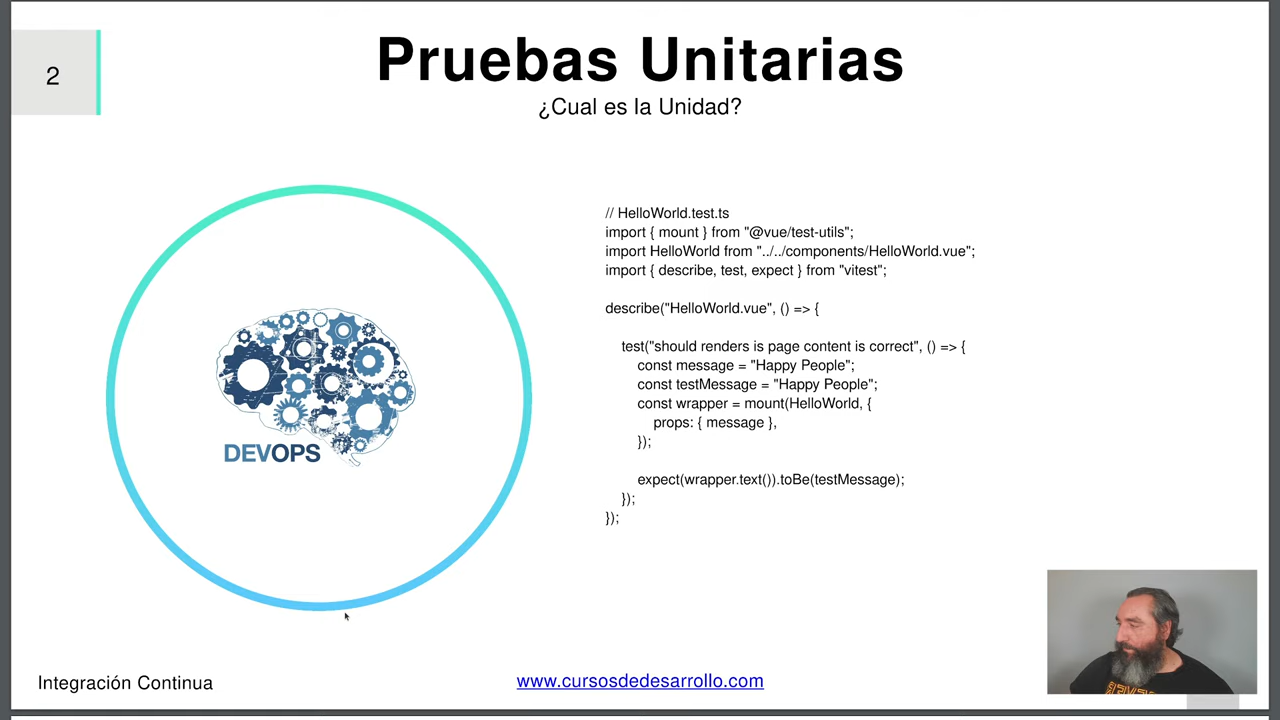 2
Pruebas Unitarias
¿Cual es la Unidad?
// HelloWorld.test.ts
import { mount } from "@vue/test-utils";
import HelloWorld from "../../components/HelloWorld.vue";
import { describe, test, expect } from "vitest";
describe("HelloWorld.vue", () => {
test("should renders is page content is correct", () => {
const message = "Happy People";
const testMessage = "Happy People";
const wrapper = mount(HelloWorld, {
props: { message },
});
expect(wrapper.text()).toBe(testMessage);
});
});
DEVOPS
Integración Continua
www.cursosdedesarrollo.com